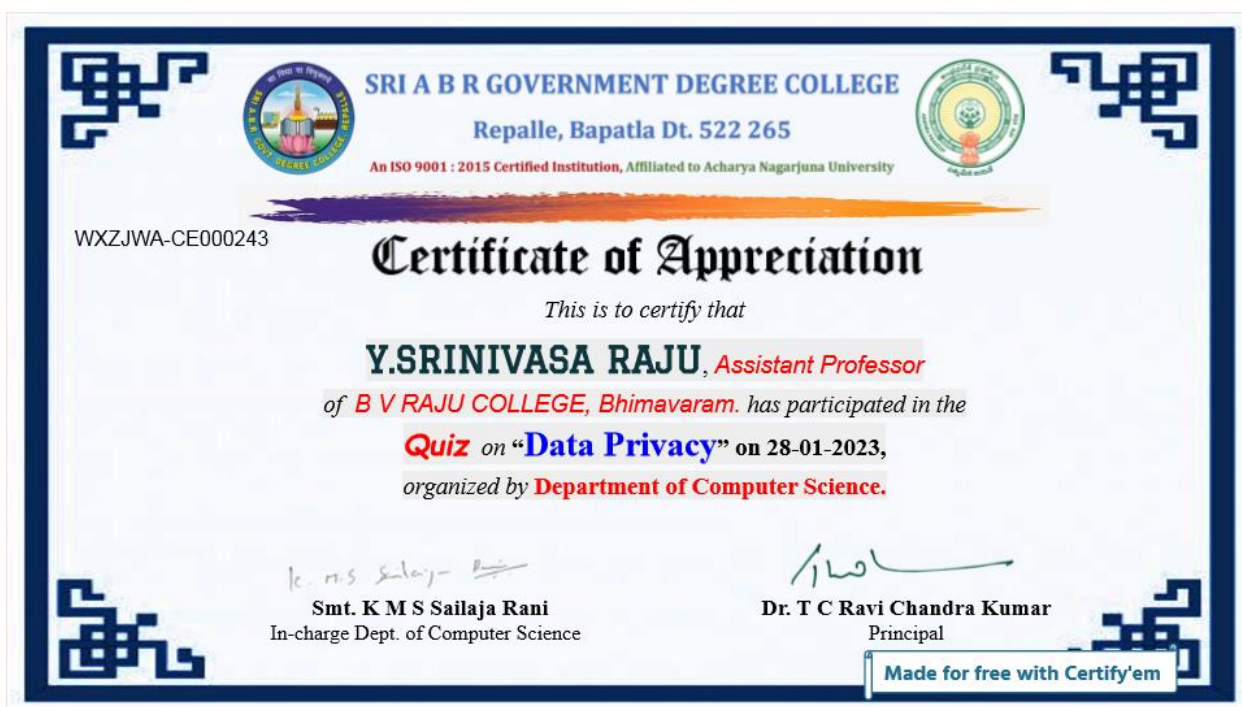 SRI A B R GOVERNMENT DEGREE COLLEGE
Repalle, Bapatla Dt. 522 265
An ISO 9001 : 2015 Certified Institution, Affiliated to Acharya Nagarjuna University
WXZJWA-CE000243
Certificate of Appreciation
This is to certify that
Y.SRINIVASA RAJU, Assistant Professor
of B V RAJU COLLEGE, Bhimavaram. has participated in the
Quiz on “Data Privacy” on 28-01-2023,
organized by Department of Computer Science.
K. M.S Sailaja Rani
Smt. K M S Sailaja Rani
Dr. T C Ravi Chandra Kumar
In-charge Dept. of Computer Science
Principal
Made for free with Certify'em